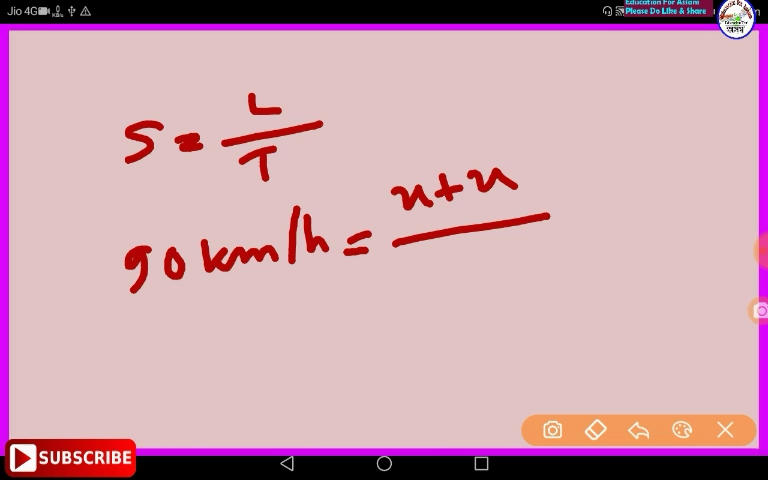 Jio 4G
Education For Assam
Please Do Like & Share
S = L
T
90 km/h = x + x
SUBSCRIBE